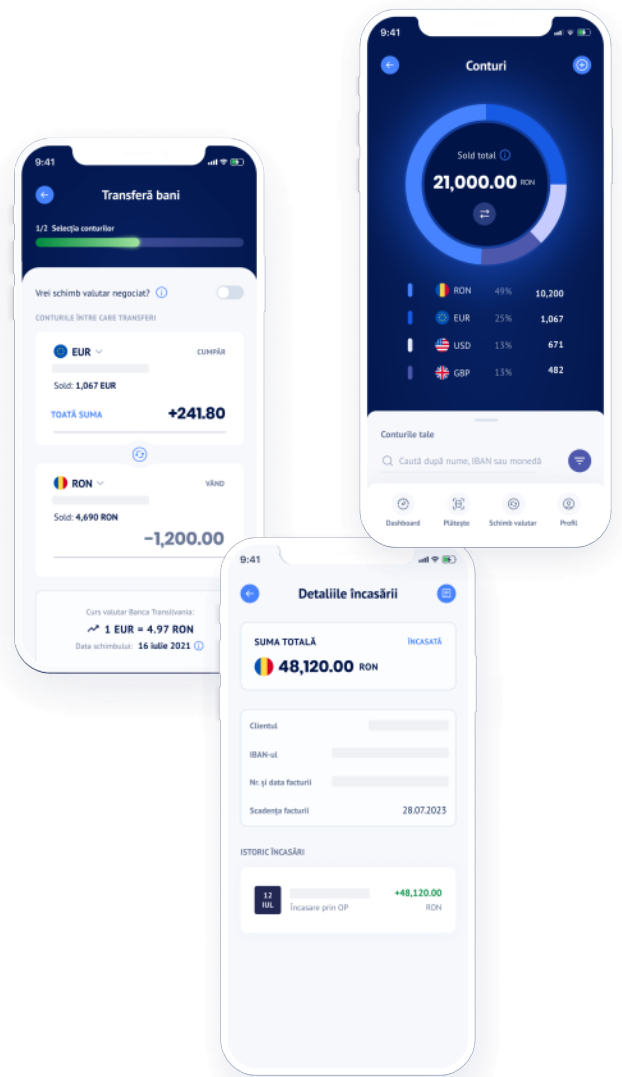 9:41
Transferă bani
1/2 Selecția conturilor
Vrei schimb valutar negociat?
CONTURILE ÎNTRE CARE TRANSFERI
EUR
CUMPĂR
Sold: 1,067 EUR
TOATĂ SUMA
+241.80
RON
VÂND
Sold: 4,690 RON
-1,200.00
Curs valutar Banca Transilvania:
1 EUR = 4.97 RON
Data schimbului: 16 iulie 2021
9:41
Conturi
Sold total
21,000.00 RON
RON 49% 10,200
EUR 25% 1,067
USD 13% 671
GBP 13% 482
Conturile tale
Caută după nume, IBAN sau monedă
Dashboard Plătește Schimb valutar Profil
9:41
Detaliile încasării
SUMA TOTALĂ ÎNCASATĂ
48,120.00 RON
Clientul
IBAN-ul
Nr. și data facturii
Scadența facturii 28.07.2023
ISTORIC ÎNCASĂRI
12
IUL
+48,120.00
Încasare prin OP RON